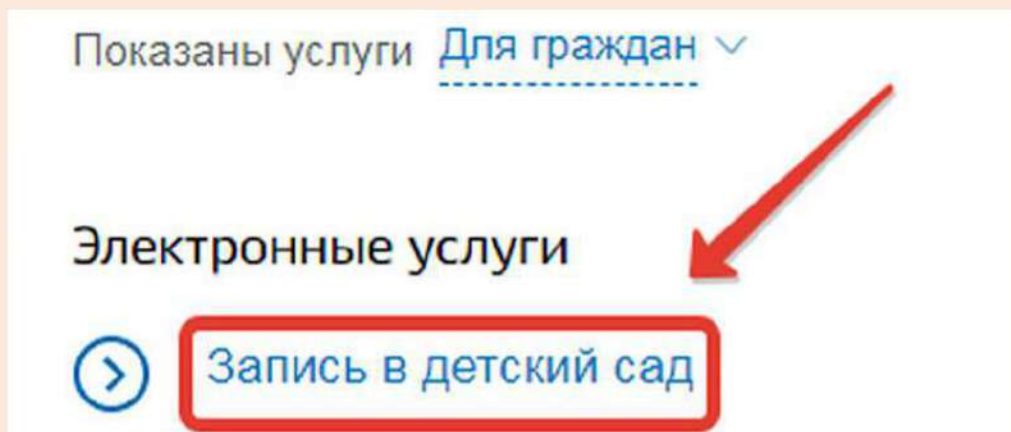 Показаны услуги Для граждан
Электронные услуги
Запись в детский сад